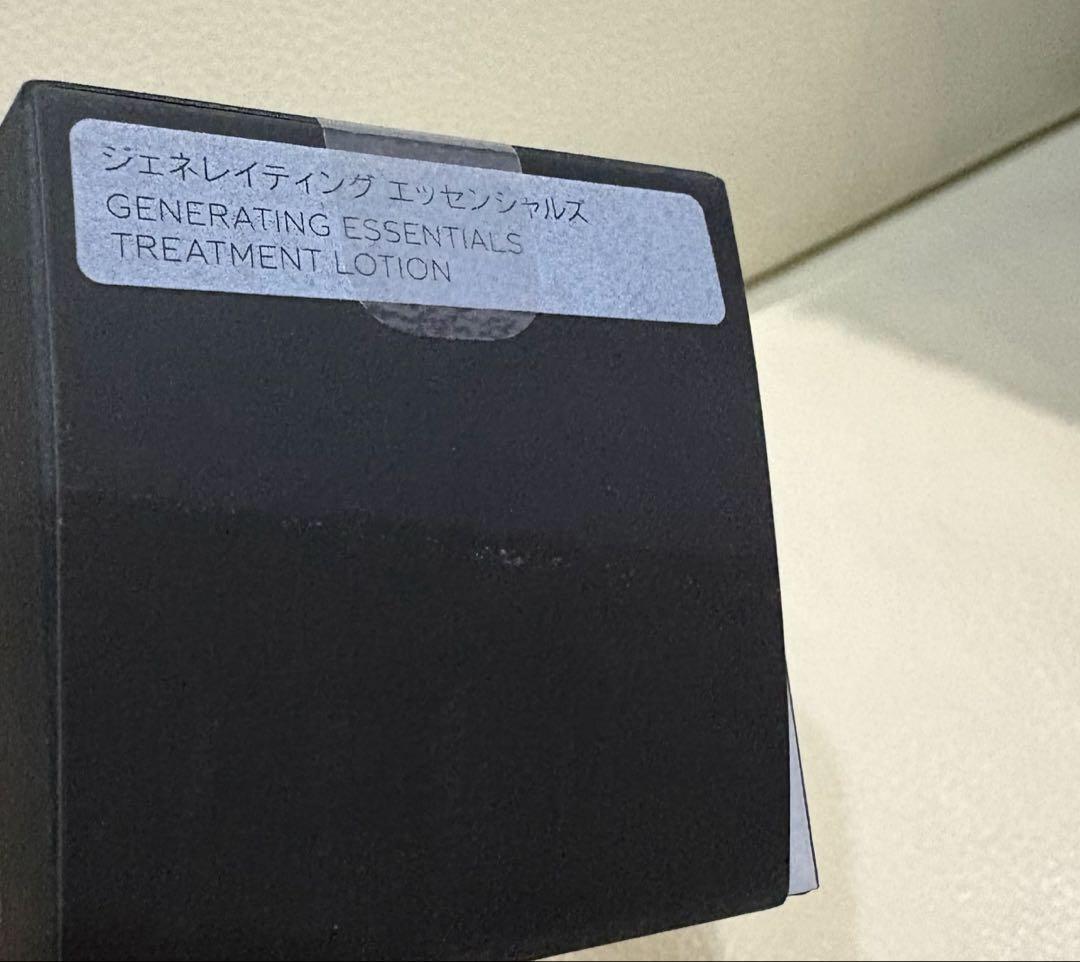 ジェネレイティング エッセンシャルズ
GENERATING ESSENTIALS
TREATMENT LOTION